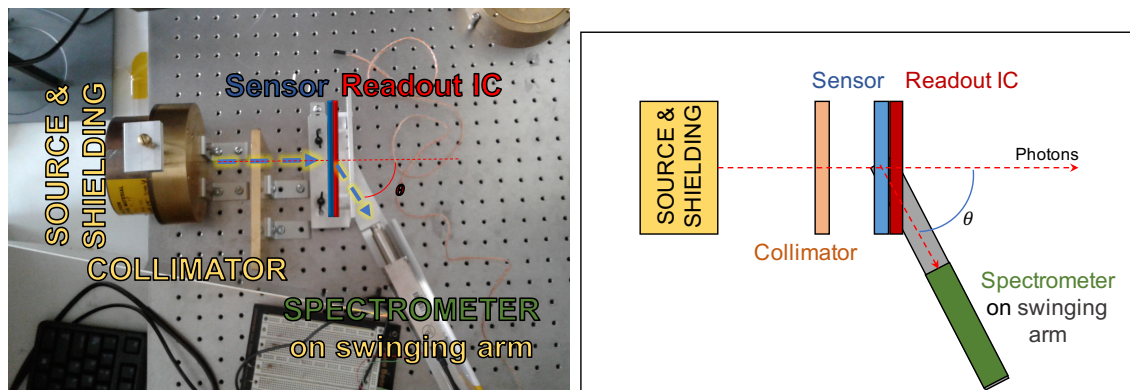 SOURCE &
SHIELDING
Sensor Readout IC
θ
COLLIMATOR
SPECTROMETER
on swinging arm
SOURCE &
SHIELDING
Sensor
Readout IC
Photons
θ
Collimator
Spectrometer
on swinging
arm